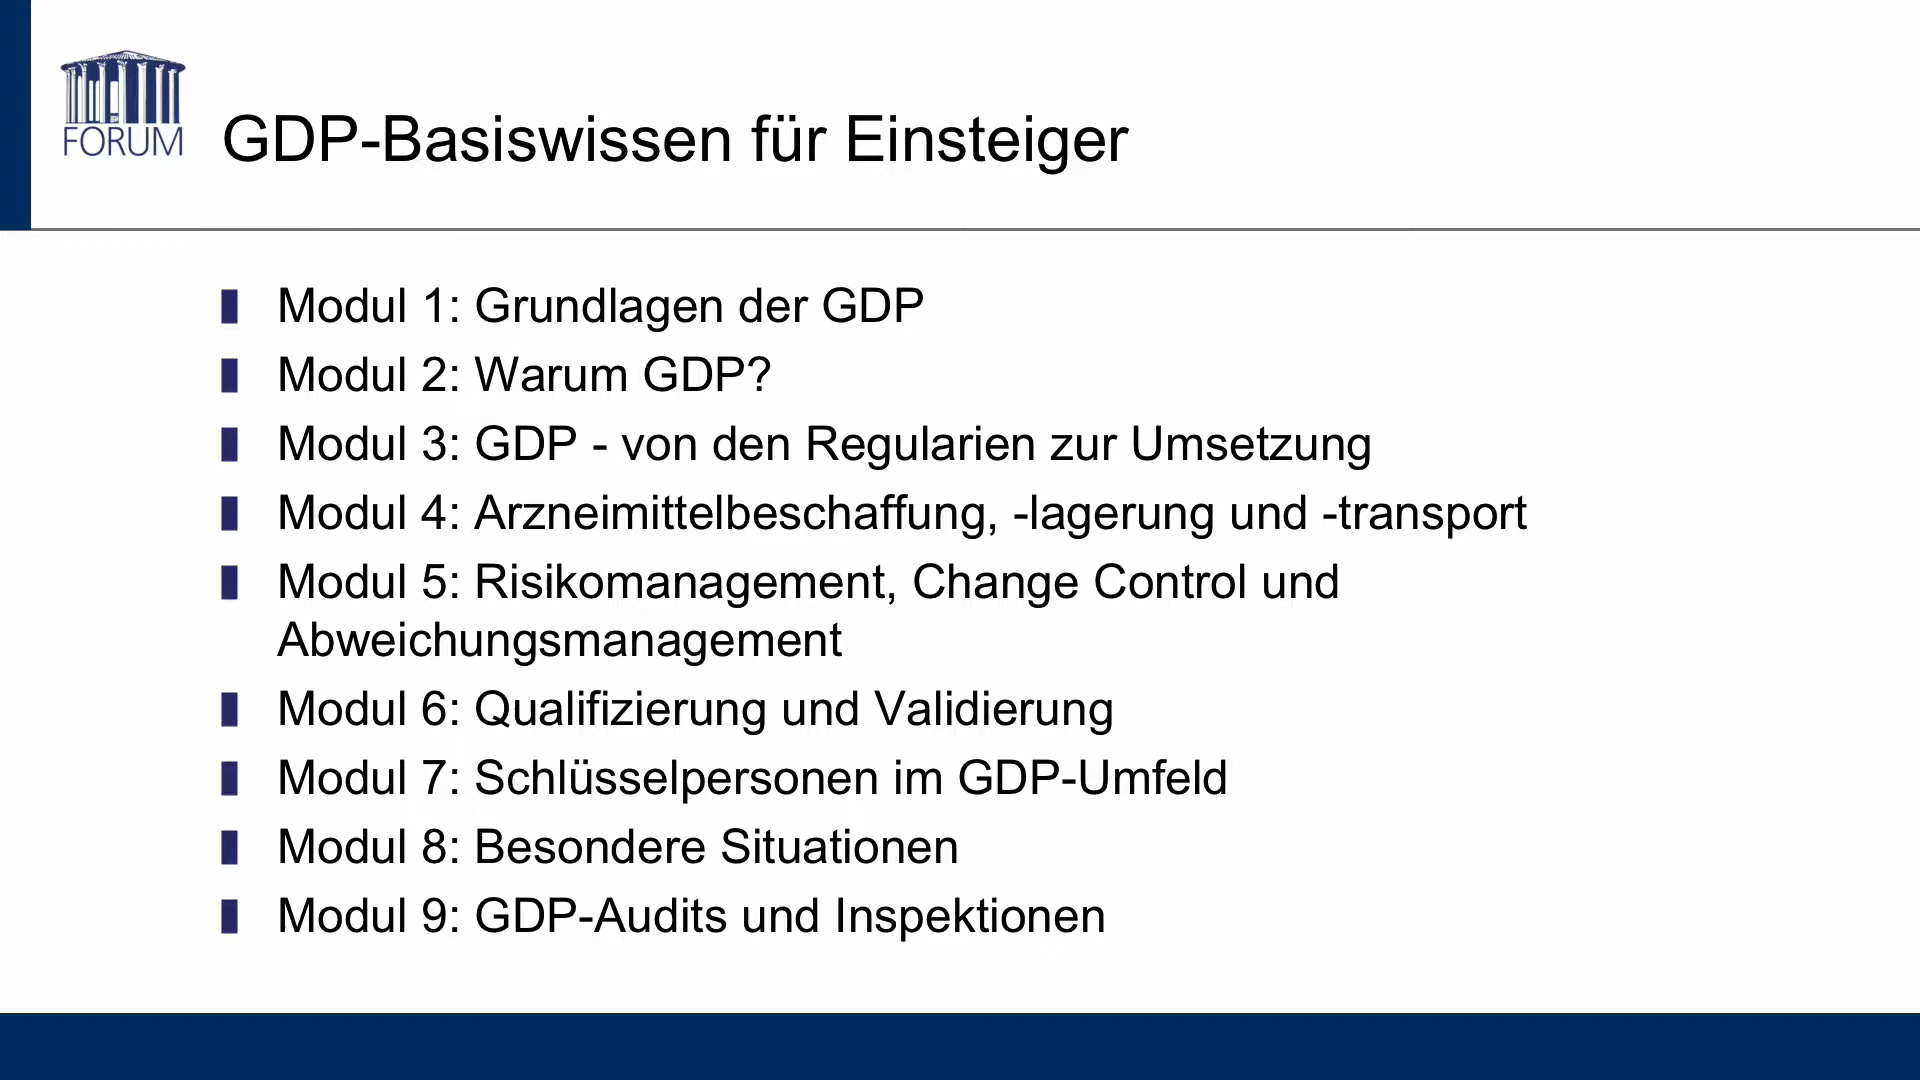 FORUM
GDP-Basiswissen für Einsteiger
Modul 1: Grundlagen der GDP
Modul 2: Warum GDP?
Modul 3: GDP - von den Regularien zur Umsetzung
Modul 4: Arzneimittelbeschaffung, -lagerung und -transport
Modul 5: Risikomanagement, Change Control und
Abweichungsmanagement
Modul 6: Qualifizierung und Validierung
Modul 7: Schlüsselpersonen im GDP-Umfeld
Modul 8: Besondere Situationen
Modul 9: GDP-Audits und Inspektionen